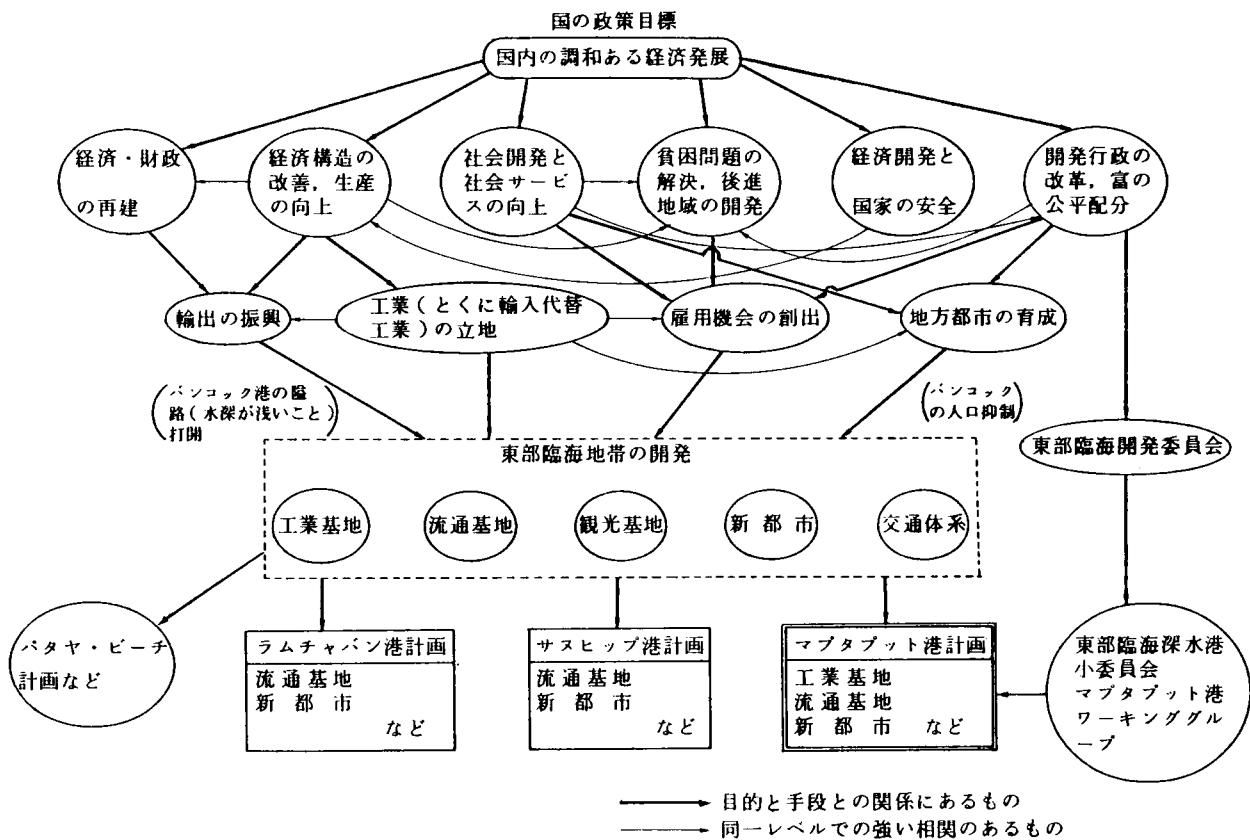 国の政策目標
国内の調和ある経済発展
経済・財政
の再建
経済構造の
改善，生産
の向上
社会開発と
社会サービ
スの向上
貧困問題の
解決，後進
地域の開発
経済開発と
国家の安全
開発行政の
改革，富の
公平配分
輸出の振興
工業（とくに輸入代替
工業）の立地
雇用機会の創出
地方都市の育成
（バンコック港の隘
路（水深が浅いこと）
打開）
（バンコック
の人口抑制）
東部臨海開発委員会
東部臨海地帯の開発
工業基地
流通基地
観光基地
新都市
交通体系
パタヤ・ビーチ
計画など
ラムチャバン港計画
流通基地
新都市
など
サヌヒップ港計画
流通基地
新都市
など
マプタプット港計画
工業基地
流通基地
新都市　など
東部臨海深水港
小委員会
マプタプット港
ワーキンググル
ープ
目的と手段との関係にあるもの
同一レベルでの強い相関のあるもの